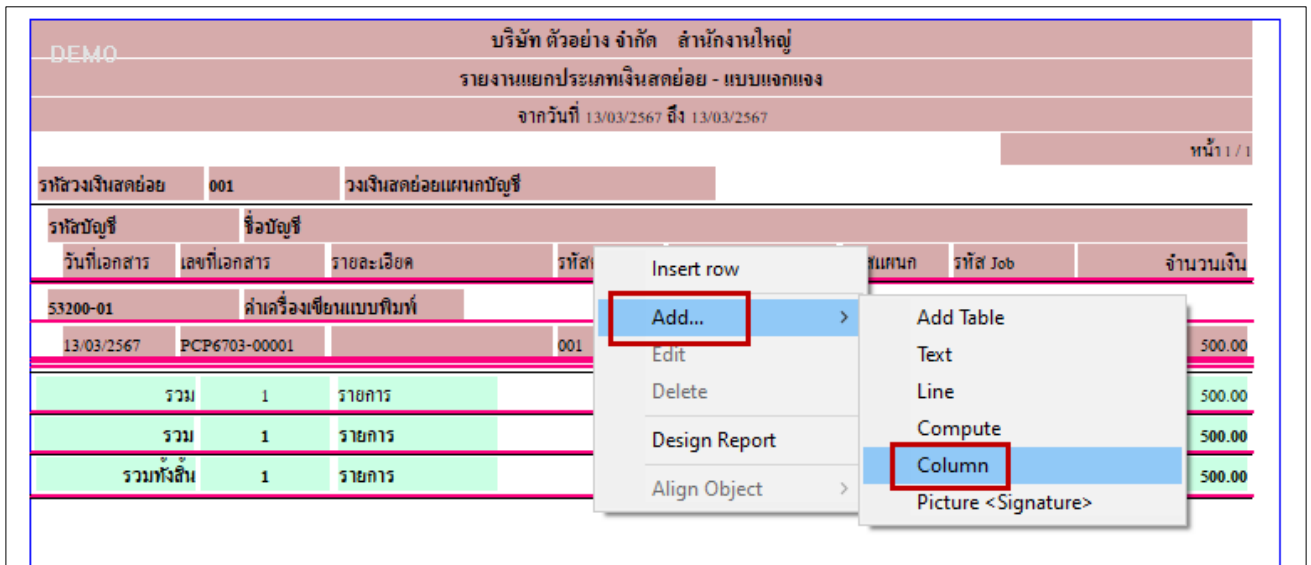 DEMO
บริษัท ตัวอย่าง จำกัด สำนักงานใหญ่
รายงานแยกประเภทเงินสดย่อย - แบบแจกแจง
จากวันที่ 13/03/2567 ถึง 13/03/2567
หน้า 1 / 1
รหัสวงเงินสดย่อย 001 วงเงินสดย่อยแผนกบัญชี
รหัสบัญชี ชื่อบัญชี
วันที่เอกสาร เลขที่เอกสาร รายละเอียด รหัส รหัส Job จำนวนเงิน
53200-01 ค่าเครื่องเขียนแบบพิมพ์
13/03/2567 PCP6703-00001 001 500.00
รวม 1 รายการ 500.00
รวม 1 รายการ 500.00
รวมทั้งสิ้น 1 รายการ 500.00
Insert row
Add...
Edit
Delete
Design Report
Align Object
Add Table
Text
Line
Compute
Column
Picture <Signature>